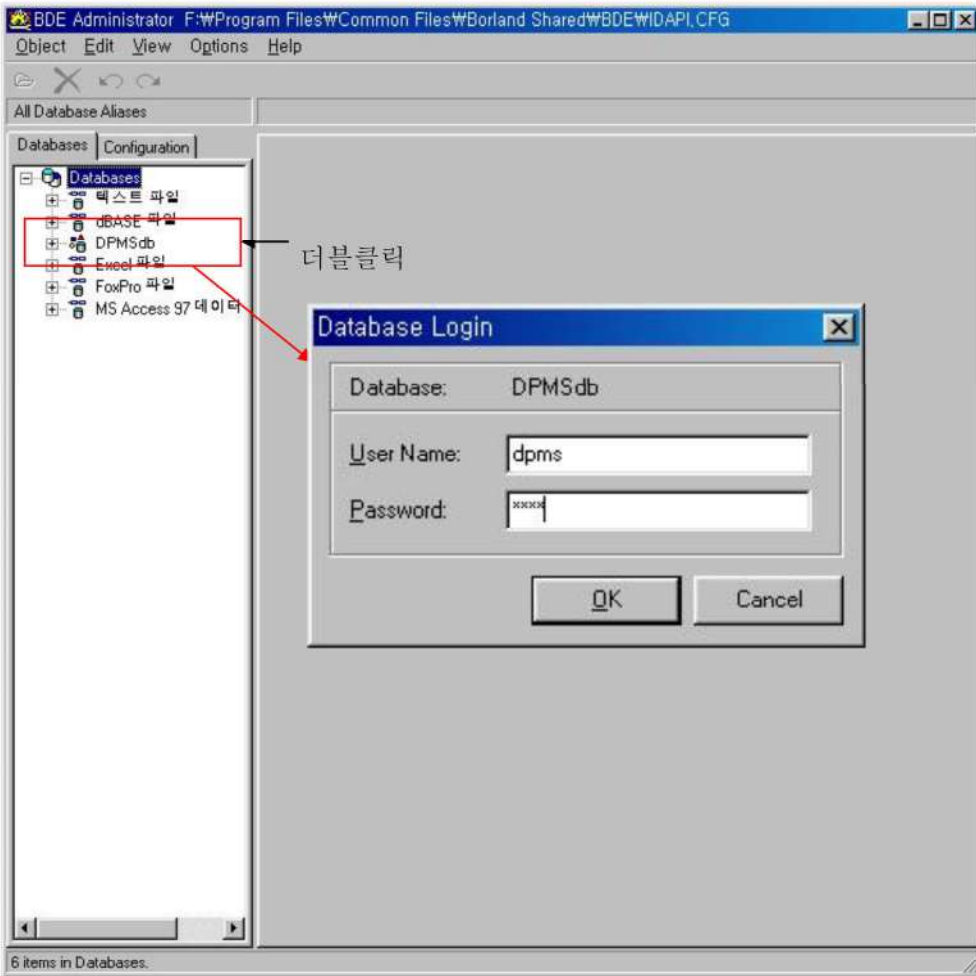 BDE Administrator F:₩Program Files₩Common Files₩Borland Shared₩BDE₩IDAPI.CFG
Object Edit View Options Help
All Database Aliases
Databases Configuration
Databases
텍스트 파일
dBASE 파일
DPMSdb
Excel 파일
FoxPro 파일
MS Access 97 데이터
더블클릭
Database Login
Database: DPMSdb
User Name: dpms
Password: xxxx
OK Cancel
6 items in Databases.